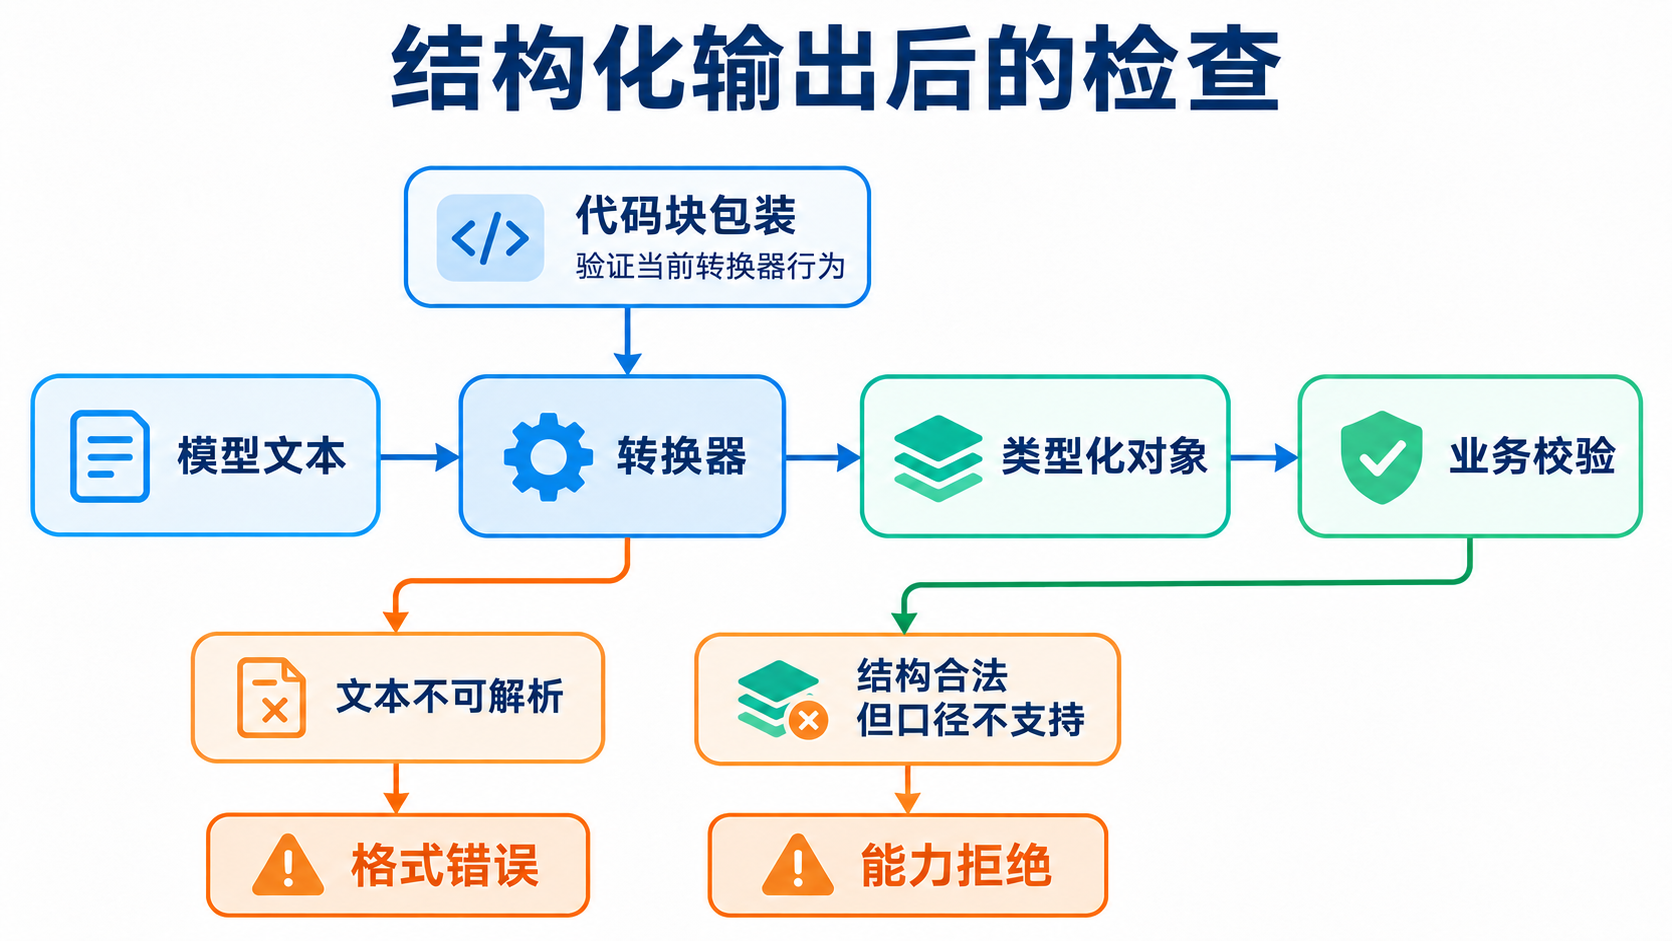 结构化输出后的检查
代码块包装
验证当前转换器行为
模型文本
转换器
类型化对象
业务校验
文本不可解析
结构合法
但口径不支持
格式错误
能力拒绝